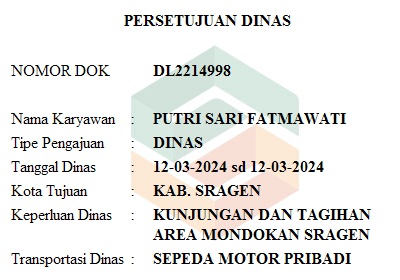 PERSETUJUAN DINAS
NOMOR DOK DL2214998
Nama Karyawan : PUTRI SARI FATMAWATI
Tipe Pengajuan : DINAS
Tanggal Dinas : 12-03-2024 sd 12-03-2024
Kota Tujuan : KAB. SRAGEN
Keperluan Dinas : KUNJUNGAN DAN TAGIHAN
AREA MONDOKAN SRAGEN
Transportasi Dinas : SEPEDA MOTOR PRIBADI